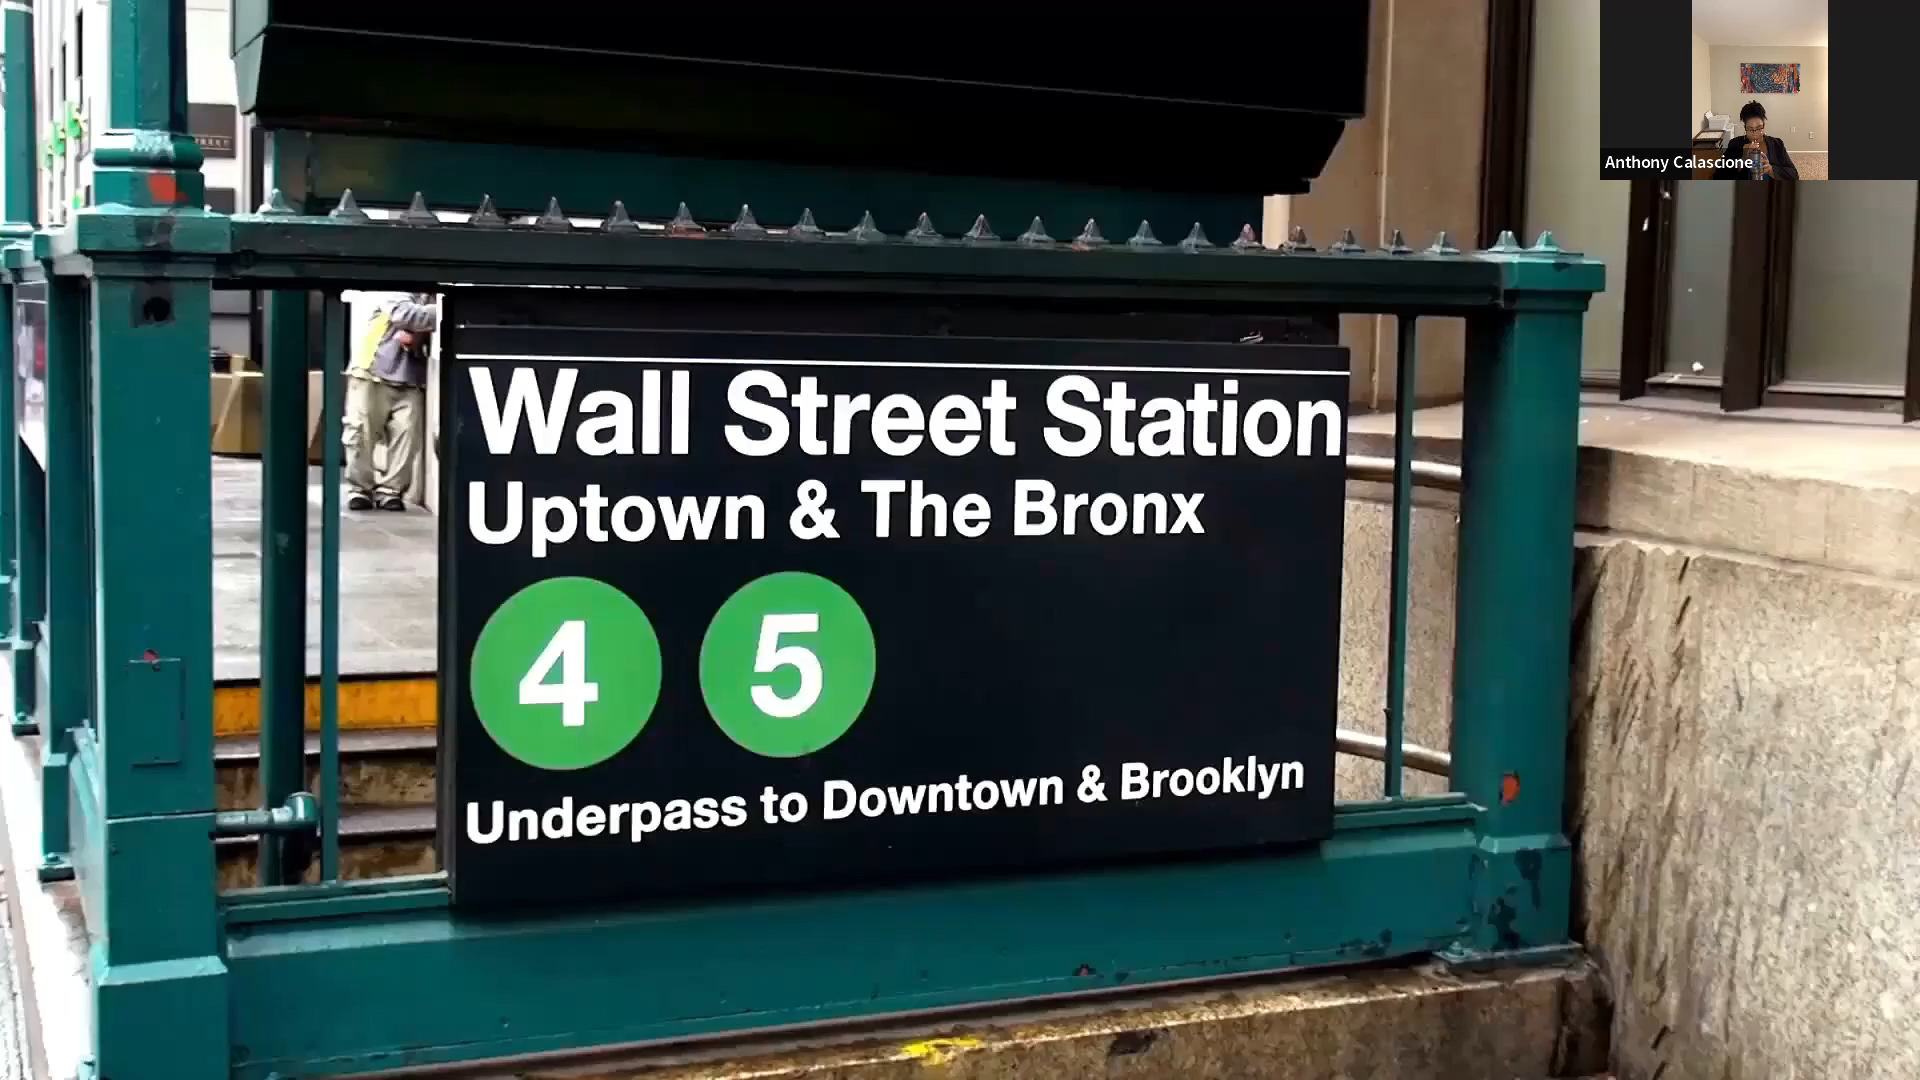 Anthony Calascione
Wall Street Station
Uptown & The Bronx
4 5
Underpass to Downtown & Brooklyn